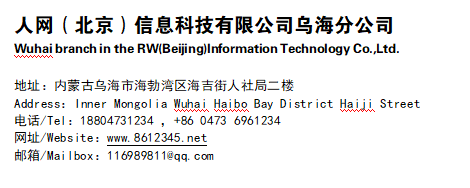 人网（北京）信息科技有限公司乌海分公司
Wuhai branch in the RW(Beijing)Information Technology Co.,Ltd.
地址：内蒙古乌海市海勃湾区海吉街人社局二楼
Address: Inner Mongolia Wuhai Haibo Bay District Haiji Street
电话/Tel：18804731234 ，+86 0473 6961234
网址/Website：www.8612345.net
邮箱/Mailbox：116989811@qq.com